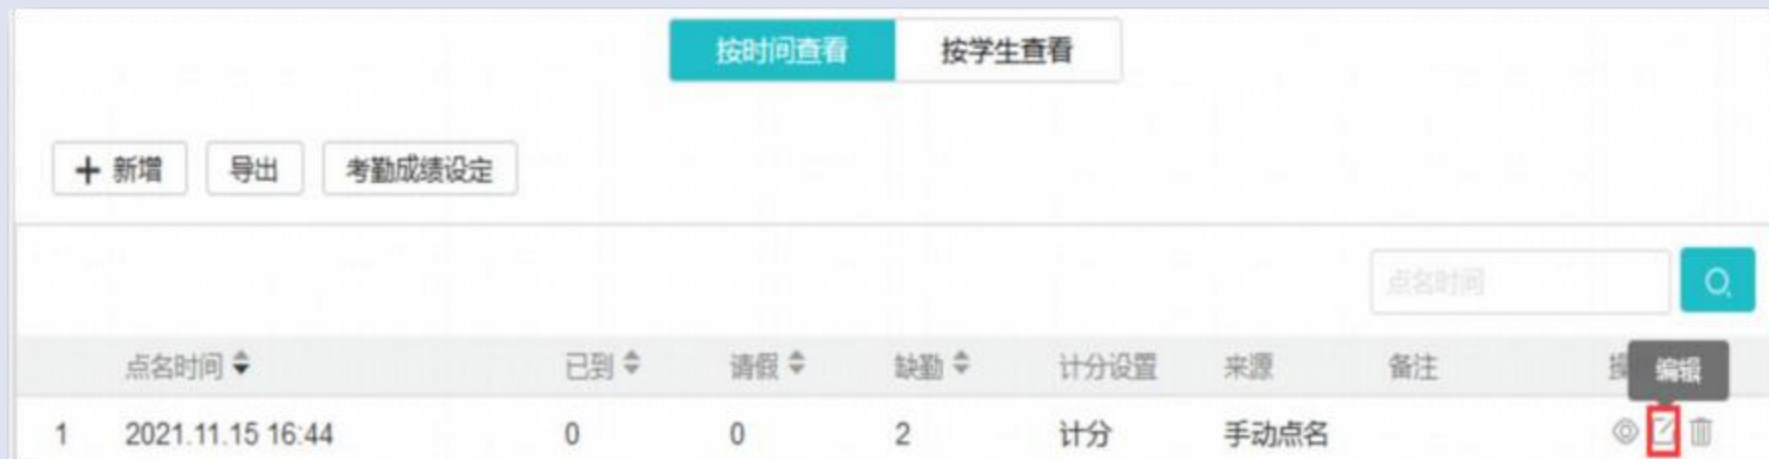 按时间查看 按学生查看
新增 导出 考勤成绩设定
点名时间
点名时间 已到 请假 缺勤 计分设置 来源 备注 操 编辑
1 2021.11.15 16:44 0 0 2 计分 手动点名